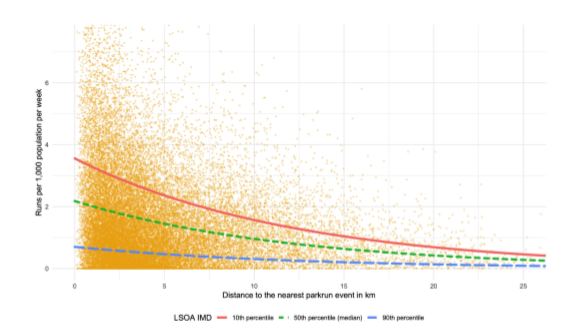 6
4
2
0
Runs per 1,000 population per week
0 5 10 15 20 25
Distance to the nearest parkrun event in km
LSOA IMD 10th percentile 50th percentile (median) 90th percentile